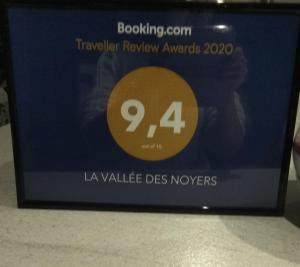 Booking.com
Traveller Review Awards 2020
9,4
out of 10
LA VALLÉE DES NOYERS